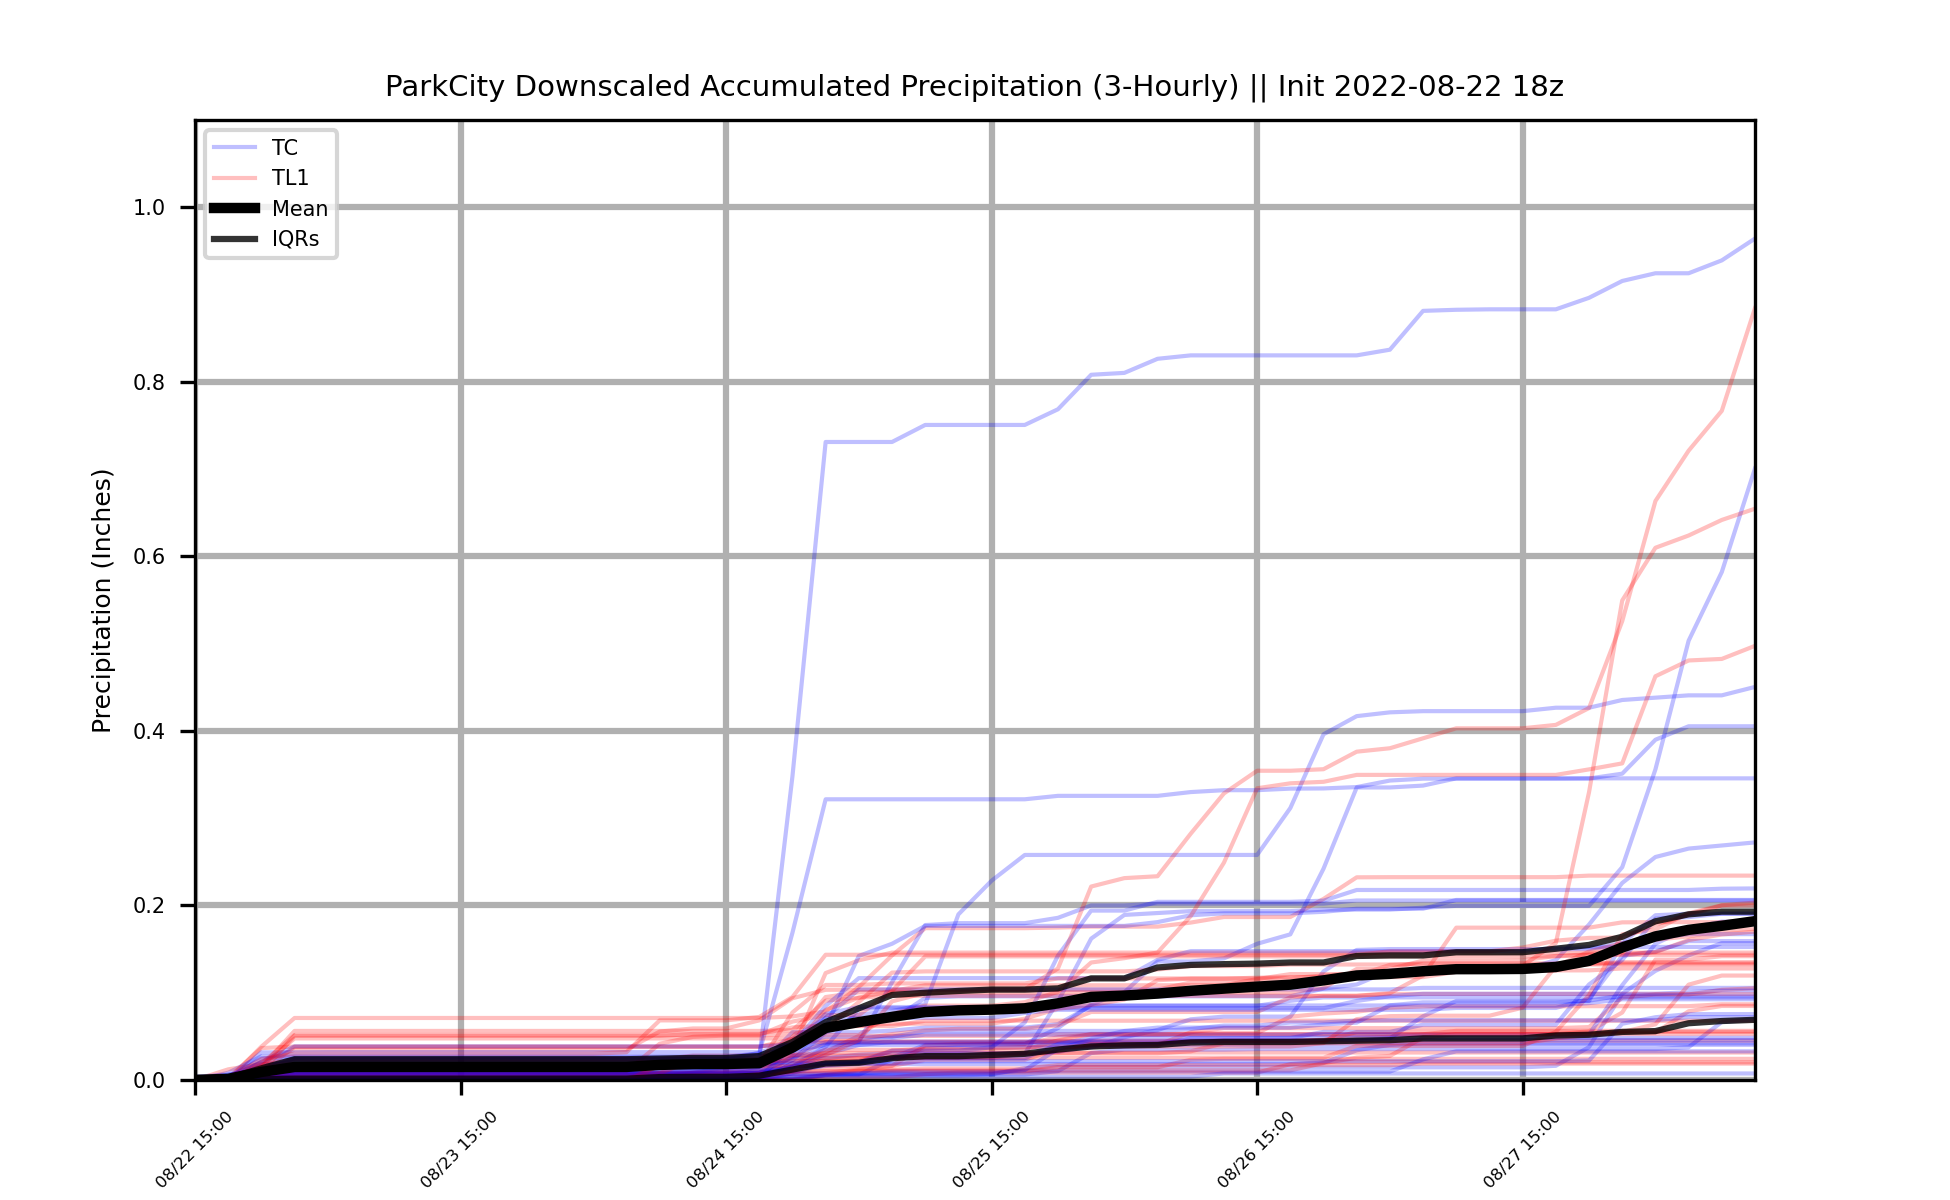 ParkCity Downscaled Accumulated Precipitation (3-Hourly) || Init 2022-08-22 18z
TC
TL1
Mean
IQRs
Precipitation (Inches)
1.0
0.8
0.6
0.4
0.2
0.0
08/22 15:00
08/23 15:00
08/24 15:00
08/25 15:00
08/26 15:00
08/27 15:00